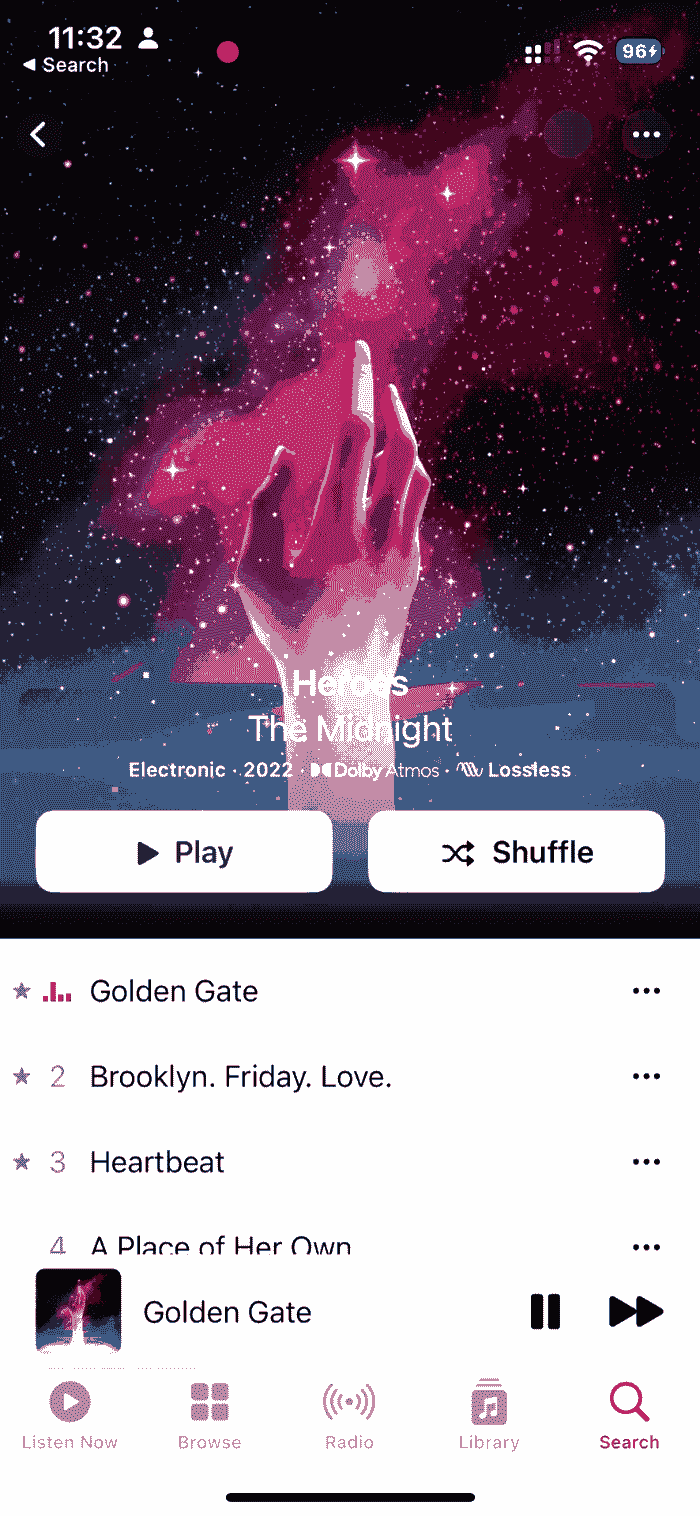 11:32
96
Search
Heroes
The Midnight
Electronic · 2022 · Dolby Atmos · Lossless
Play
Shuffle
Golden Gate
2 Brooklyn. Friday. Love.
3 Heartbeat
4 A Place of Her Own
Golden Gate
Listen Now
Browse
Radio
Library
Search